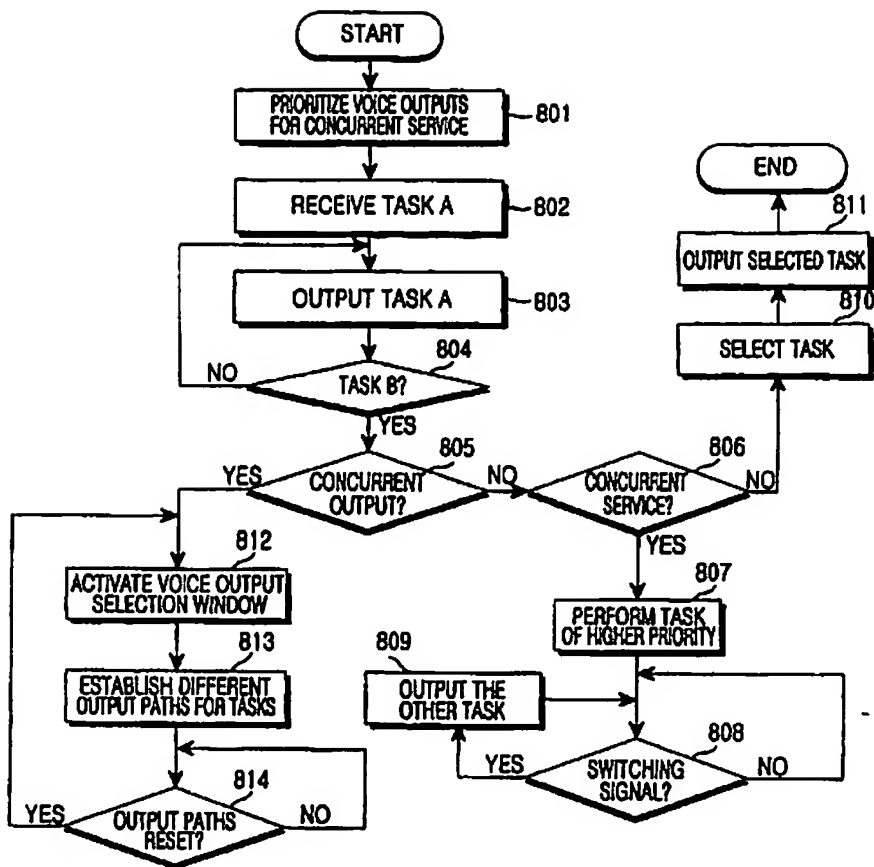 START
PRIORITIZE VOICE OUTPUTS
FOR CONCURRENT SERVICE
801
RECEIVE TASK A
802
OUTPUT TASK A
803
804
TASK B?
NO
YES
805
CONCURRENT
OUTPUT?
YES
NO
806
CONCURRENT
SERVICE?
NO
YES
END
811
OUTPUT SELECTED TASK
810
SELECT TASK
807
PERFORM TASK
OF HIGHER PRIORITY
809
OUTPUT THE
OTHER TASK
808
SWITCHING
SIGNAL?
YES
NO
812
ACTIVATE VOICE OUTPUT
SELECTION WINDOW
813
ESTABLISH DIFFERENT
OUTPUT PATHS FOR TASKS
814
OUTPUT PATHS
RESET?
YES
NO